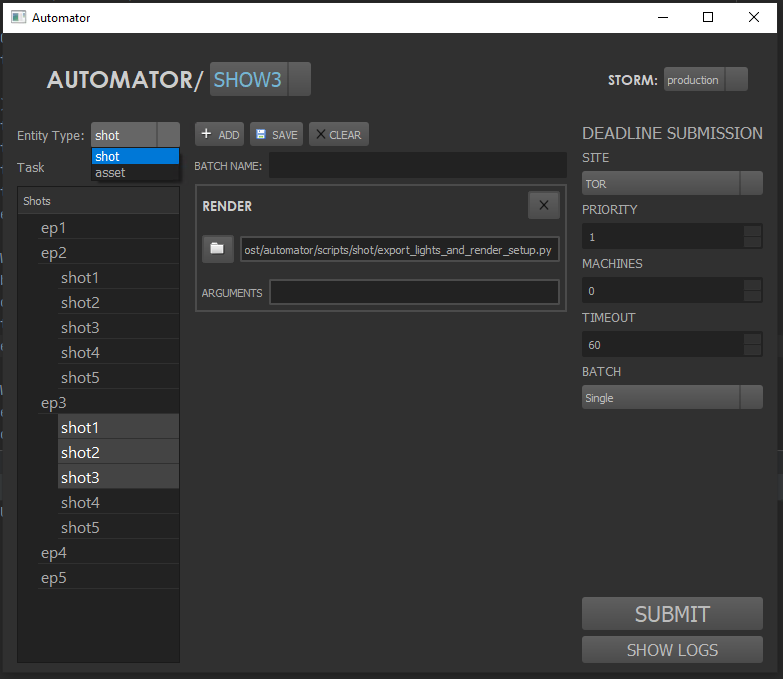 Automator
AUTOMATOR/ SHOW3
STORM: production
Entity Type: shot
shot
asset
Task
Shots
ep1
ep2
shot1
shot2
shot3
shot4
shot5
ep3
shot1
shot2
shot3
shot4
shot5
ep4
ep5
+ ADD
SAVE
CLEAR
BATCH NAME:
RENDER
ost/automator/scripts/shot/export_lights_and_render_setup.py
ARGUMENTS
DEADLINE SUBMISSION
SITE
TOR
PRIORITY
1
MACHINES
0
TIMEOUT
60
BATCH
Single
SUBMIT
SHOW LOGS